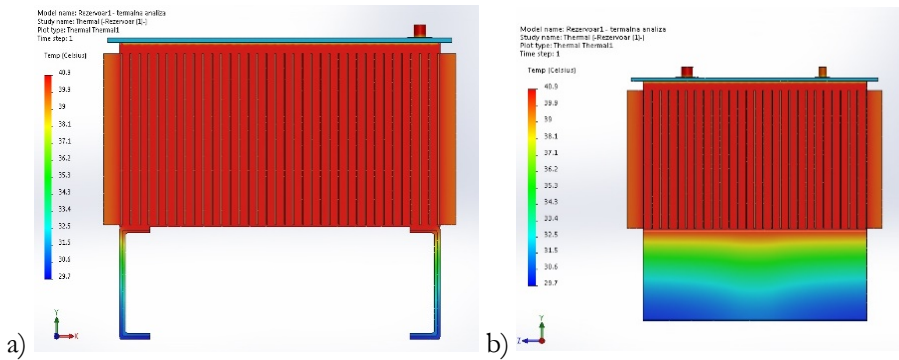 Model name: Rezervoar1 - termalna analiza
Study name: Thermal (-Rezervoar (1)-)
Plot type: Thermal Thermal1
Time step: 1
Temp (Celsius)
40.9
39.9
39
38.1
37.1
36.2
35.3
34.3
33.4
32.5
31.5
30.6
29.7
Y
X
a)
Model name: Rezervoar1 - termalna analiza
Study name: Thermal (-Rezervoar (1)-)
Plot type: Thermal Thermal1
Time step: 1
Temp (Celsius)
40.9
39.9
39
38.1
37.1
36.2
35.3
34.3
33.4
32.5
31.5
30.6
29.7
Y
Z
b)